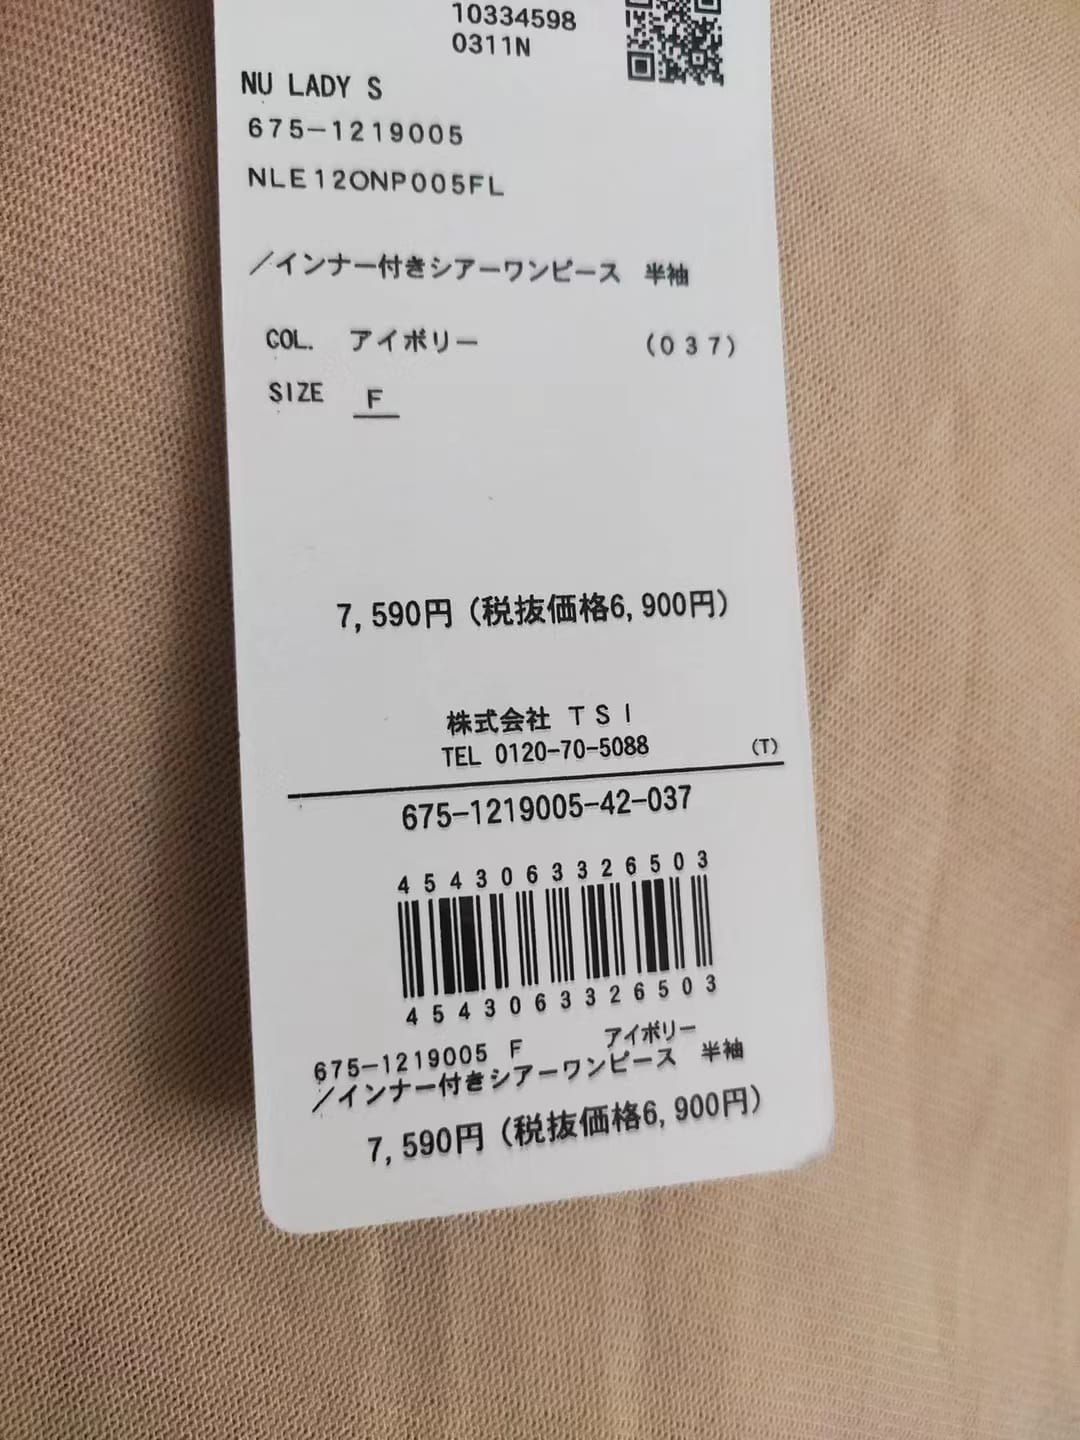 10334598
0311N
NU LADY S
675-1219005
NLE12ONP005FL
／インナー付きシアーワンピース 半袖
COL. アイボリー (037)
SIZE F
7,590円（税抜価格6,900円）
株式会社 ＴＳＩ
TEL 0120-70-5088 (T)
675-1219005-42-037
4543063326503
4543063326503
675-1219005 F アイボリー
／インナー付きシアーワンピース 半袖
7,590円（税抜価格6,900円）